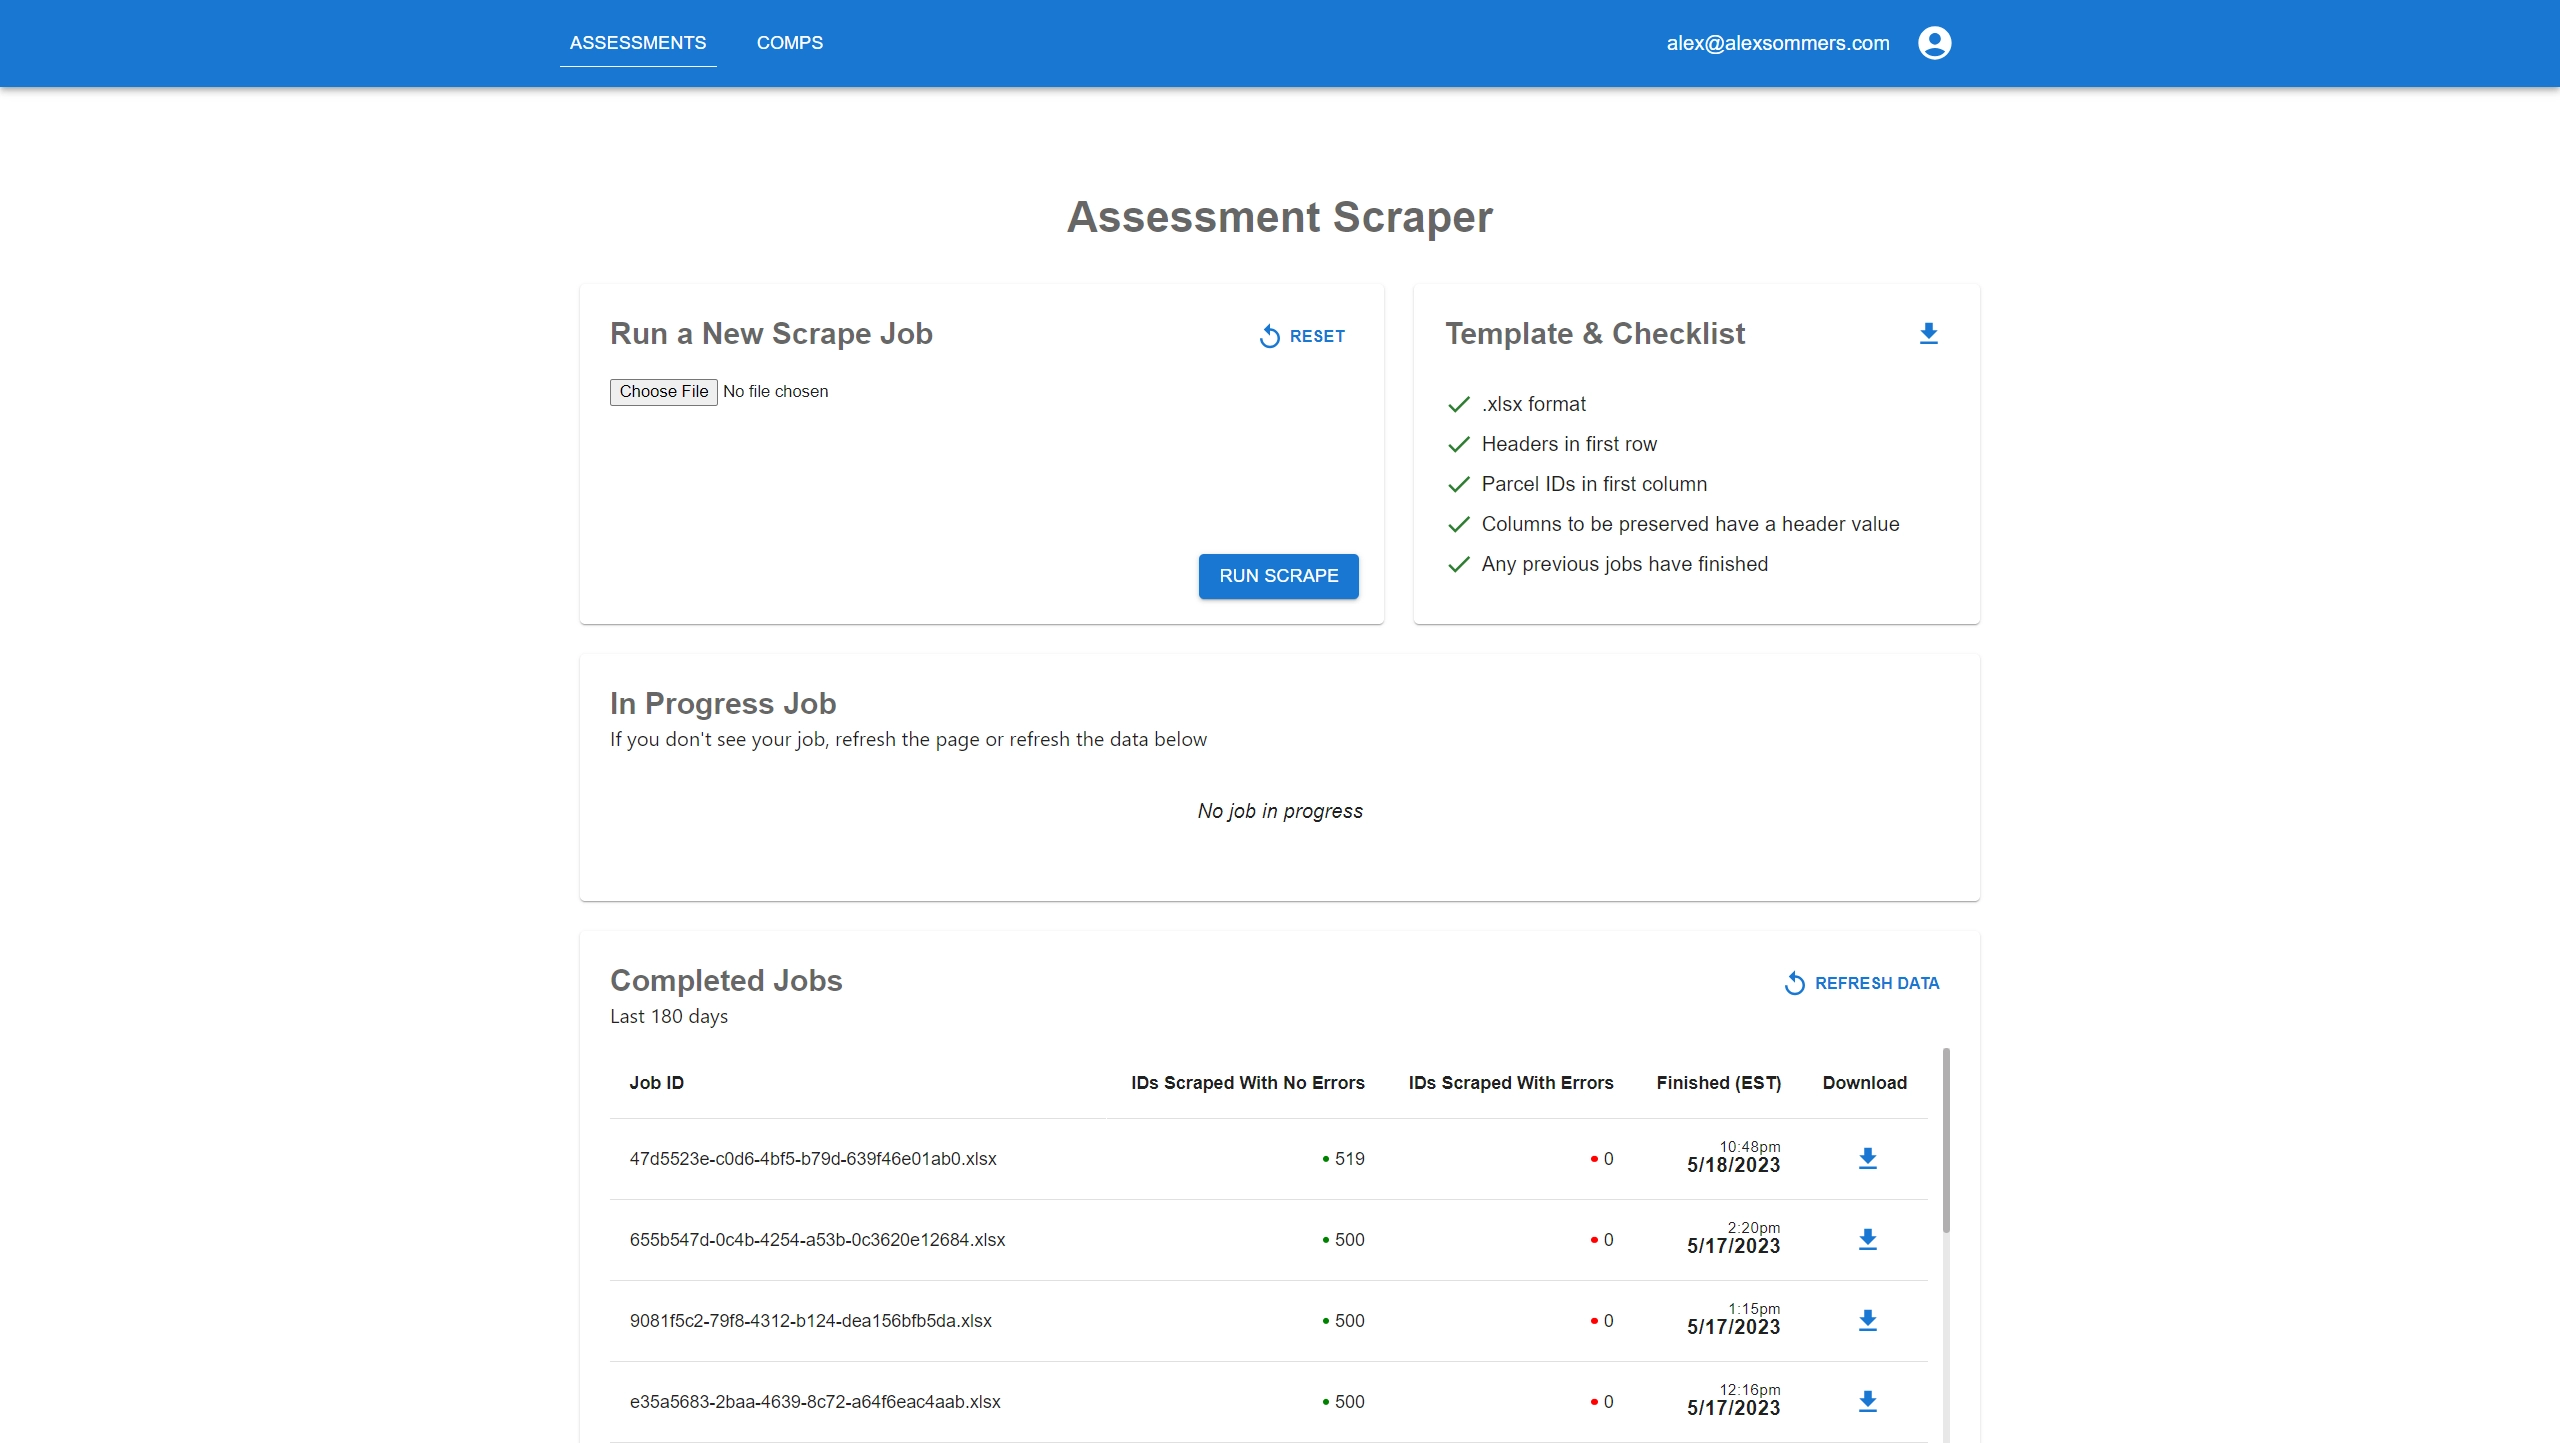 ASSESSMENTS COMPS alex@alexsommers.com
Assessment Scraper
Run a New Scrape Job
RESET
Choose File No file chosen
RUN SCRAPE
Template & Checklist
.xlsx format
Headers in first row
Parcel IDs in first column
Columns to be preserved have a header value
Any previous jobs have finished
In Progress Job
If you don't see your job, refresh the page or refresh the data below
No job in progress
Completed Jobs
REFRESH DATA
Last 180 days
Job ID IDs Scraped With No Errors IDs Scraped With Errors Finished (EST) Download
47d5523e-c0d6-4bf5-b79d-639f46e01ab0.xlsx 519 0 10:48pm
5/18/2023
655b547d-0c4b-4254-a53b-0c3620e12684.xlsx 500 0 2:20pm
5/17/2023
9081f5c2-79f8-4312-b124-dea156bfb5da.xlsx 500 0 1:15pm
5/17/2023
e35a5683-2baa-4639-8c72-a64f6eac4aab.xlsx 500 0 12:16pm
5/17/2023